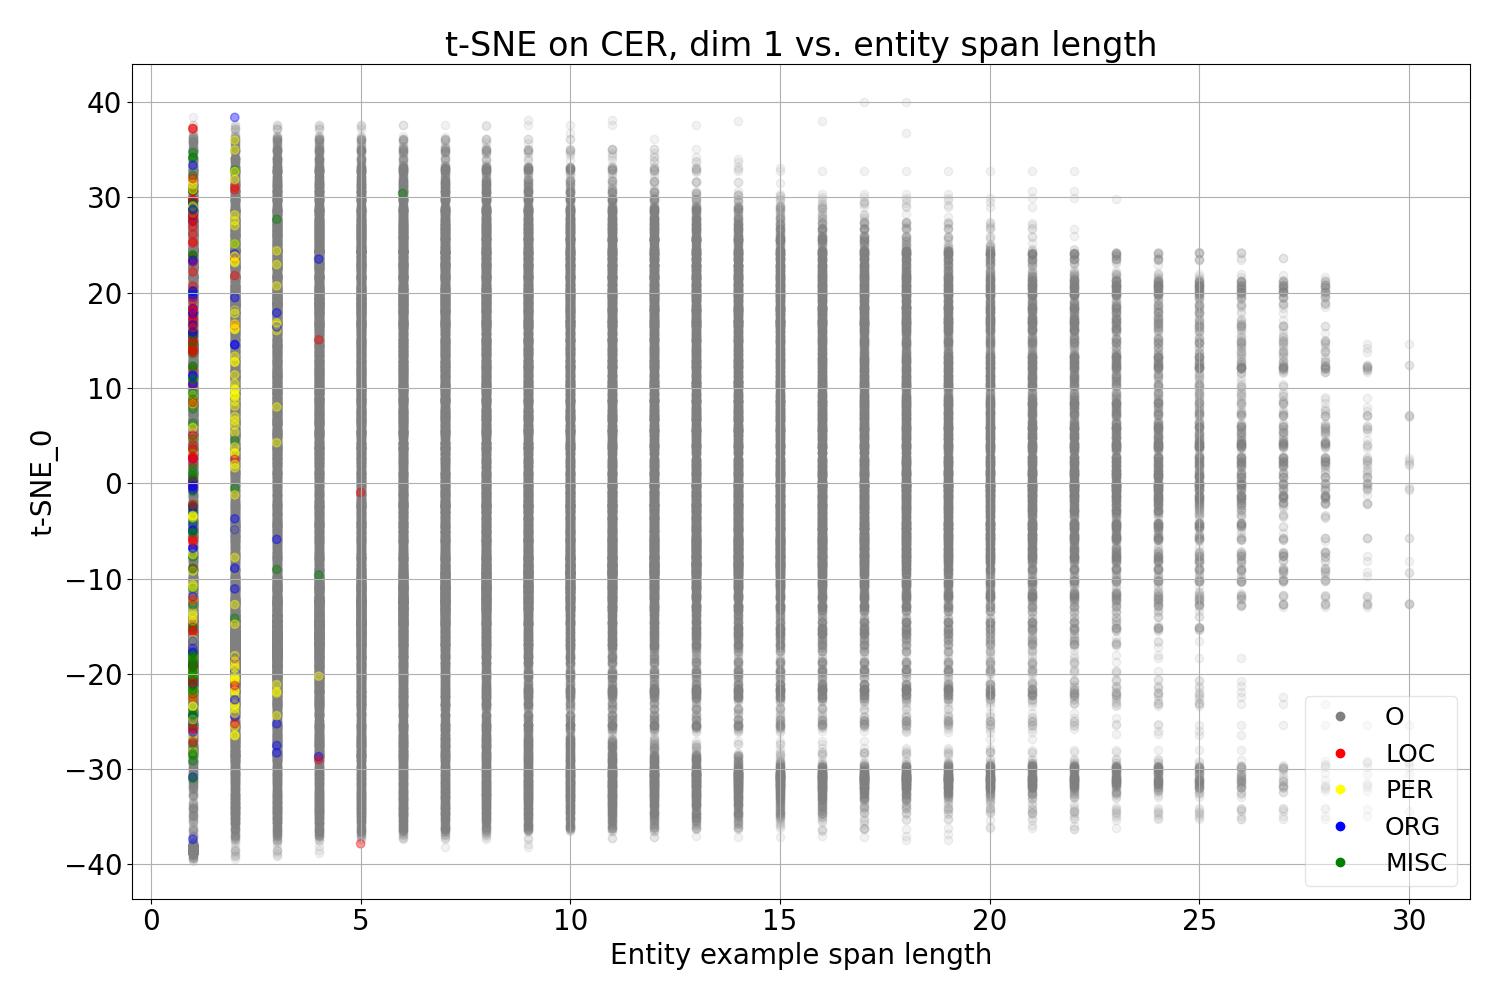 t-SNE on CER, dim 1 vs. entity span length
40
30
20
10
0
−10
−20
−30
−40
t-SNE_0
O
LOC
PER
ORG
MISC
0 5 10 15 20 25 30
Entity example span length